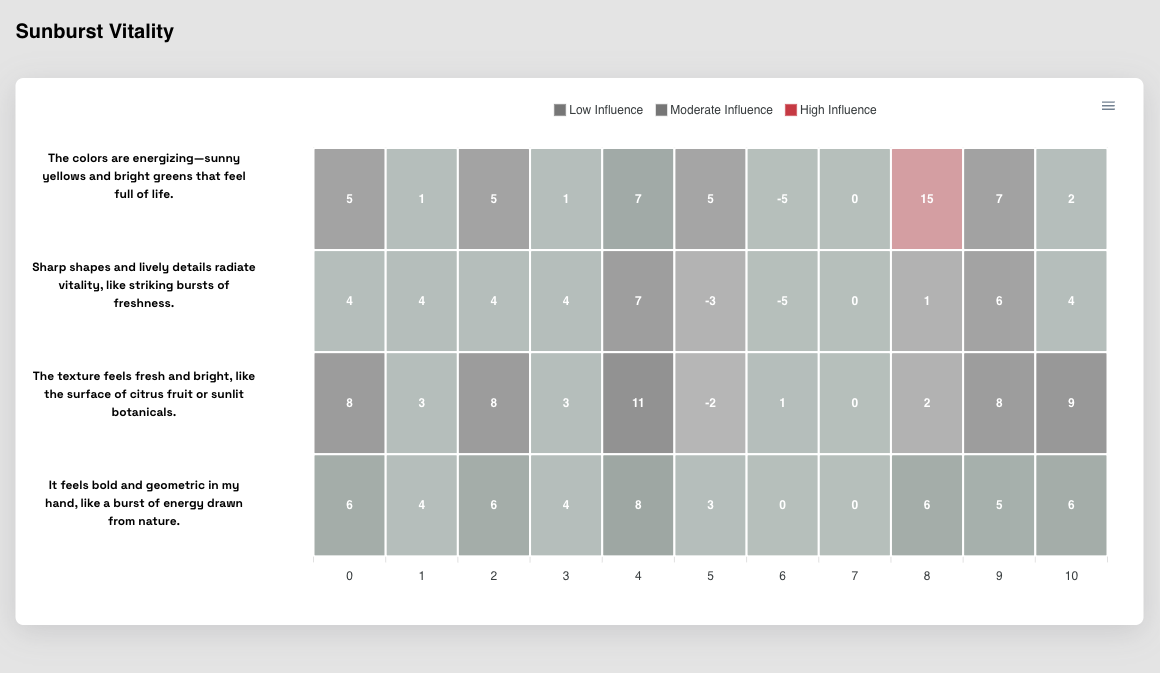 Sunburst Vitality
Low Influence Moderate Influence High Influence
The colors are energizing—sunny
yellows and bright greens that feel
full of life.
5 1 5 1 7 5 -5 0 15 7 2
Sharp shapes and lively details radiate
vitality, like striking bursts of
freshness.
4 4 4 4 7 -3 -5 0 1 6 4
The texture feels fresh and bright, like
the surface of citrus fruit or sunlit
botanicals.
8 3 8 3 11 -2 1 0 2 8 9
It feels bold and geometric in my
hand, like a burst of energy drawn
from nature.
6 4 6 4 8 3 0 0 6 5 6
0 1 2 3 4 5 6 7 8 9 10